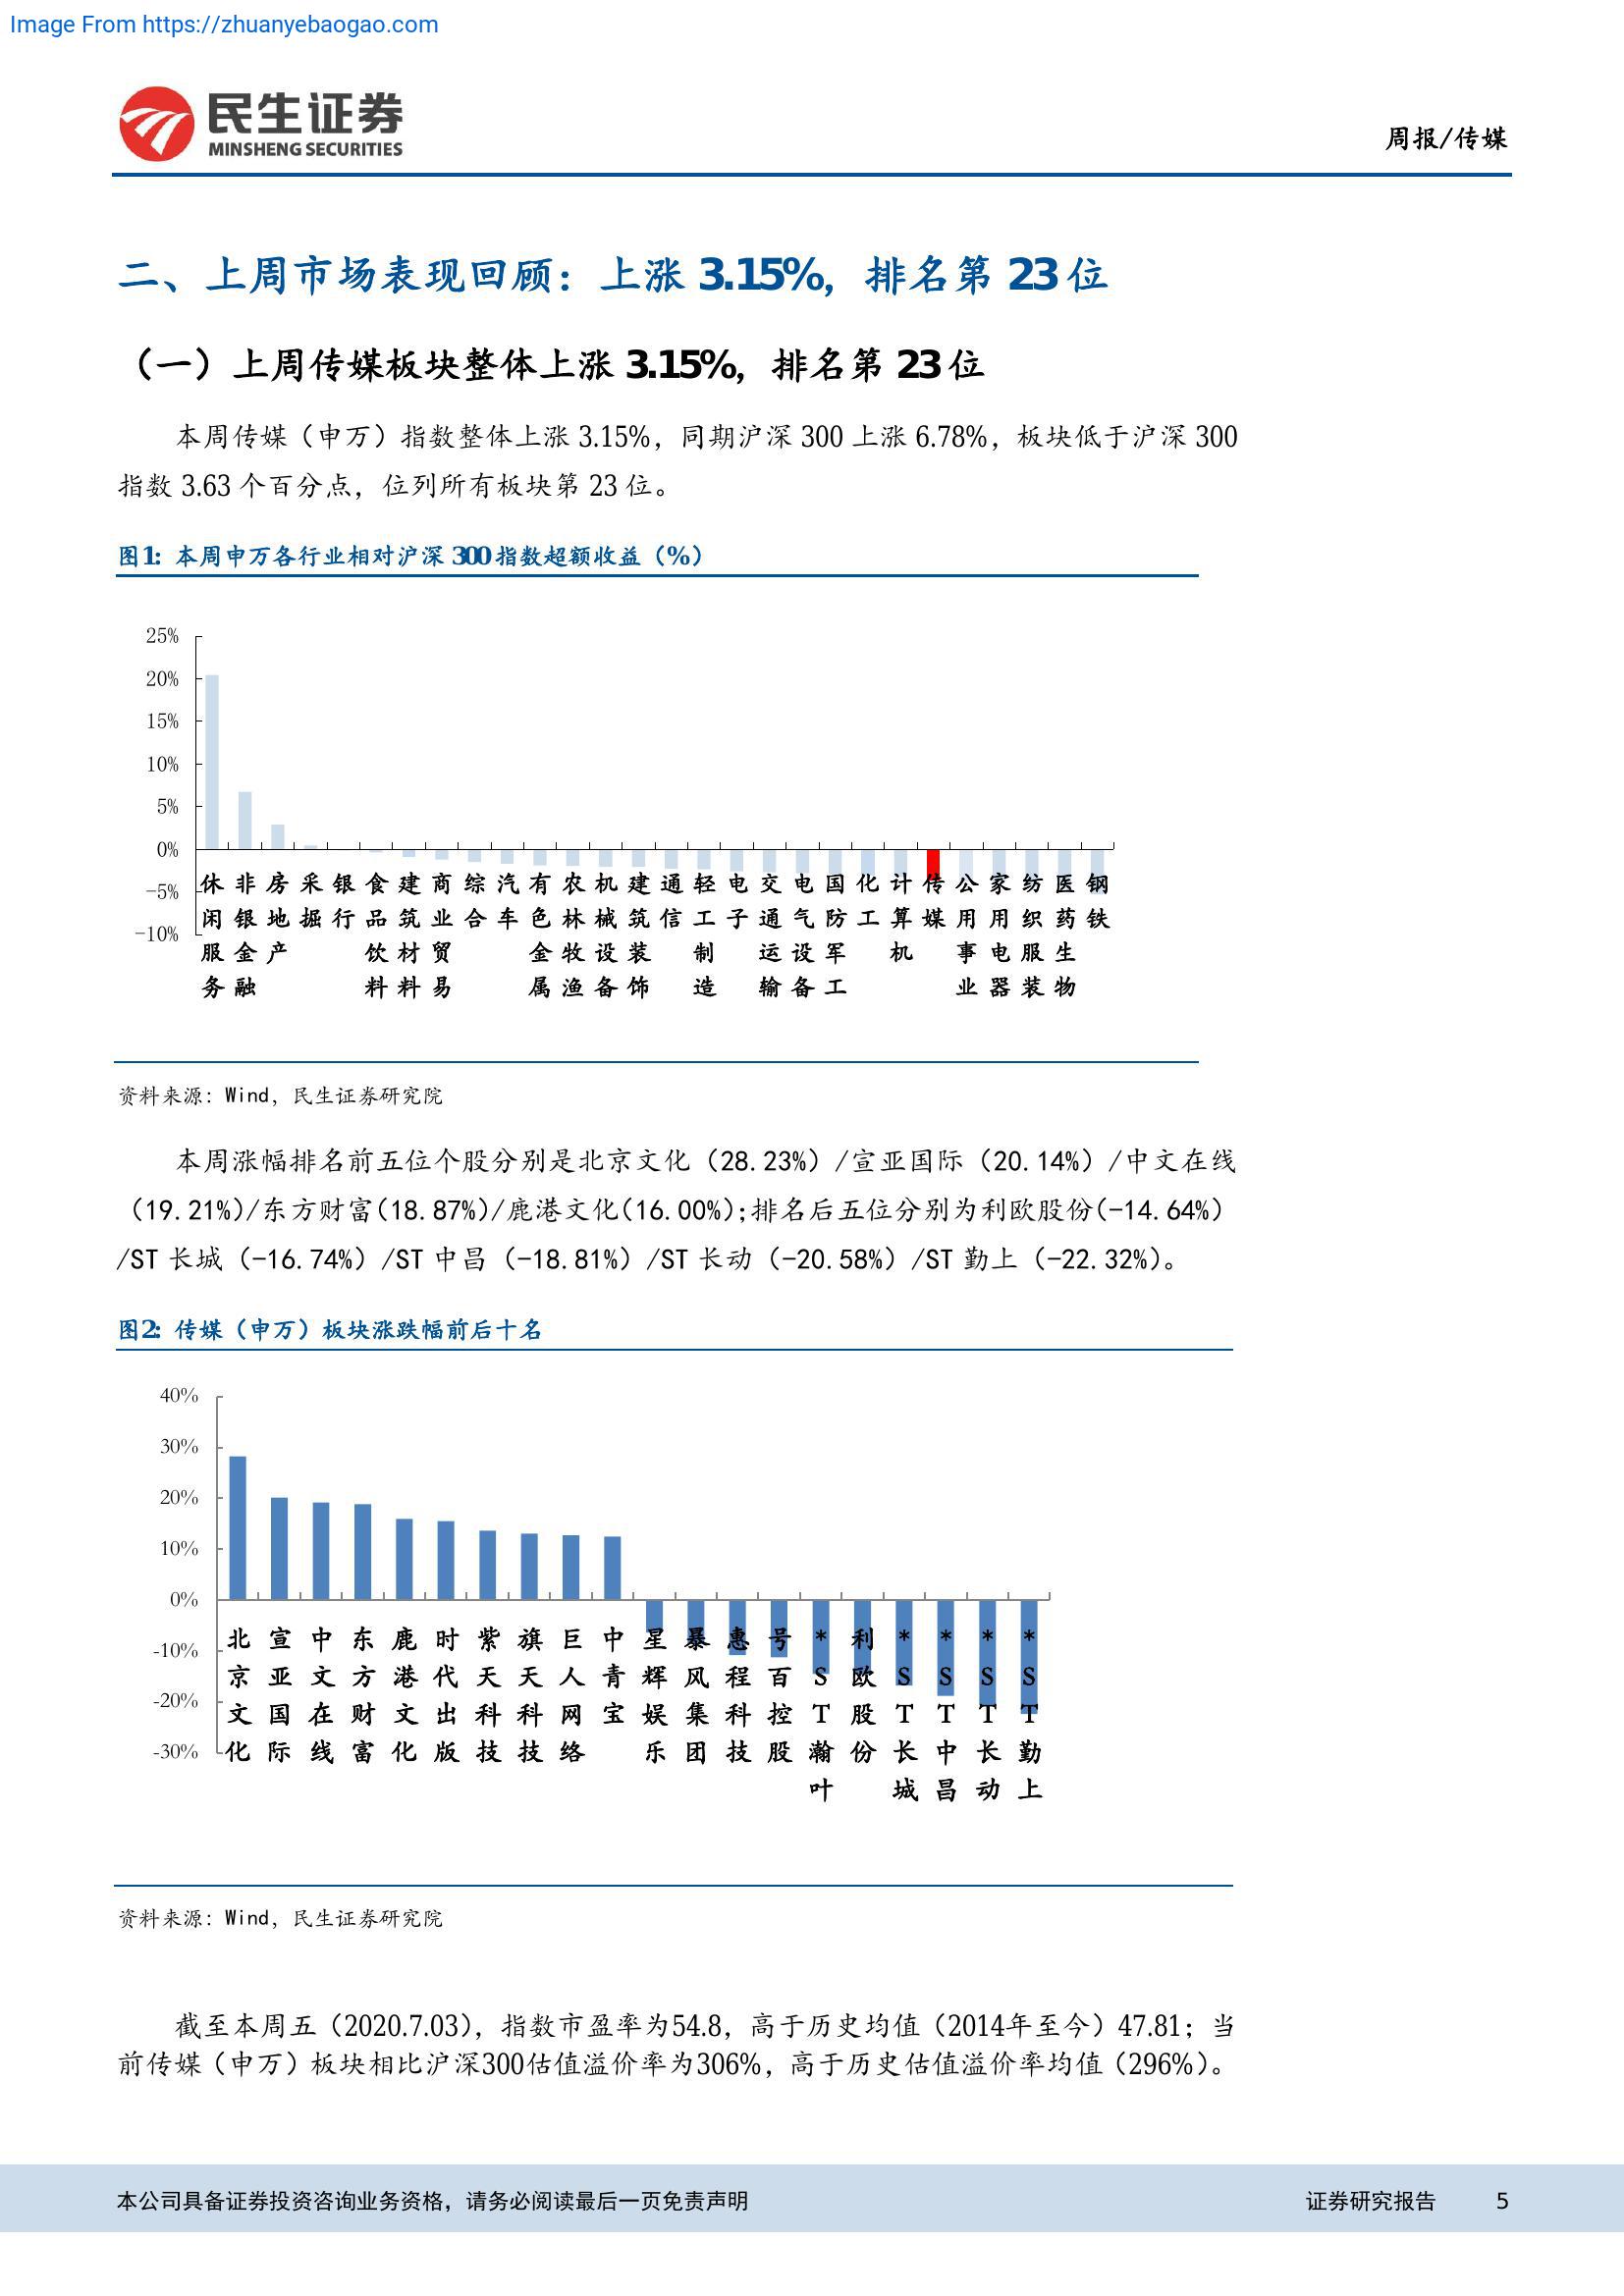 Image From https://zhuanyebaogao.com
民生证券
MINSHENG SECURITIES
周报/传媒
二、上周市场表现回顾：上涨 3.15%，排名第 23 位
（一）上周传媒板块整体上涨 3.15%，排名第 23 位
本周传媒（申万）指数整体上涨 3.15%，同期沪深 300 上涨 6.78%，板块低于沪深 300
指数 3.63 个百分点，位列所有板块第 23 位。
图1：本周申万各行业相对沪深 300 指数超额收益（%）
25%
20%
15%
10%
5%
0%
-5%
-10%
休闲服务
非银金融
房地产
采掘
银行
食品饮料
建筑材料
商业贸易
综合
汽车
有色金属
农林牧渔
机械设备
建筑装饰
通信
轻工制造
电子
交通运输
电气设备
国防军工
化工
计算机
传媒
公用事业
家用电器
纺织服装
医药生物
钢铁
资料来源：Wind，民生证券研究院
本周涨幅排名前五位个股分别是北京文化（28.23%）/宣亚国际（20.14%）/中文在线
（19.21%)/东方财富(18.87%)/鹿港文化(16.00%);排名后五位分别为利欧股份(-14.64%）
/ST 长城（-16.74%）/ST 中昌（-18.81%）/ST 长动（-20.58%）/ST 勤上（-22.32%）。
图2：传媒（申万）板块涨跌幅前后十名
40%
30%
20%
10%
0%
-10%
-20%
-30%
北京文化
宣亚国际
中文在线
东方财富
鹿港文化
时代出版
紫天科技
旗天科技
巨人网络
中青宝
星辉娱乐
暴风集团
惠程科技
号百控股
*ST瀚叶
利欧股份
*ST长城
*ST中昌
*ST长动
*ST勤上
资料来源：Wind，民生证券研究院
截至本周五（2020.7.03），指数市盈率为54.8，高于历史均值（2014年至今）47.81；当
前传媒（申万）板块相比沪深300估值溢价率为306%，高于历史估值溢价率均值（296%）。
本公司具备证券投资咨询业务资格，请务必阅读最后一页免责声明
证券研究报告
5